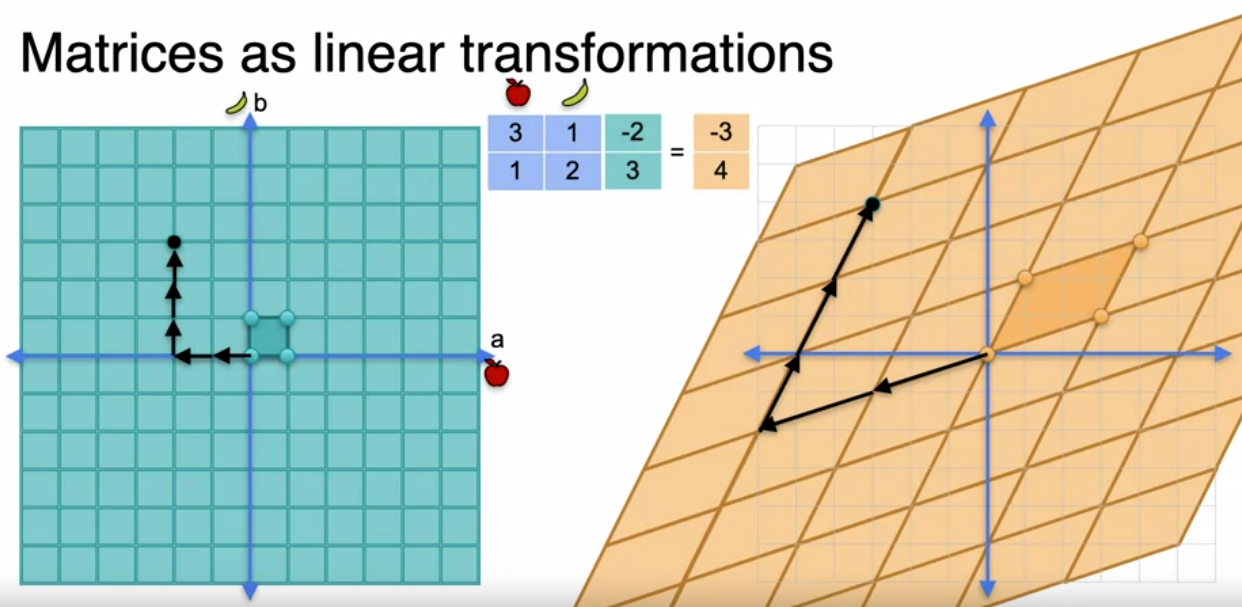 Matrices as linear transformations
b
3 1 -2 = -3
1 2 3 4
a